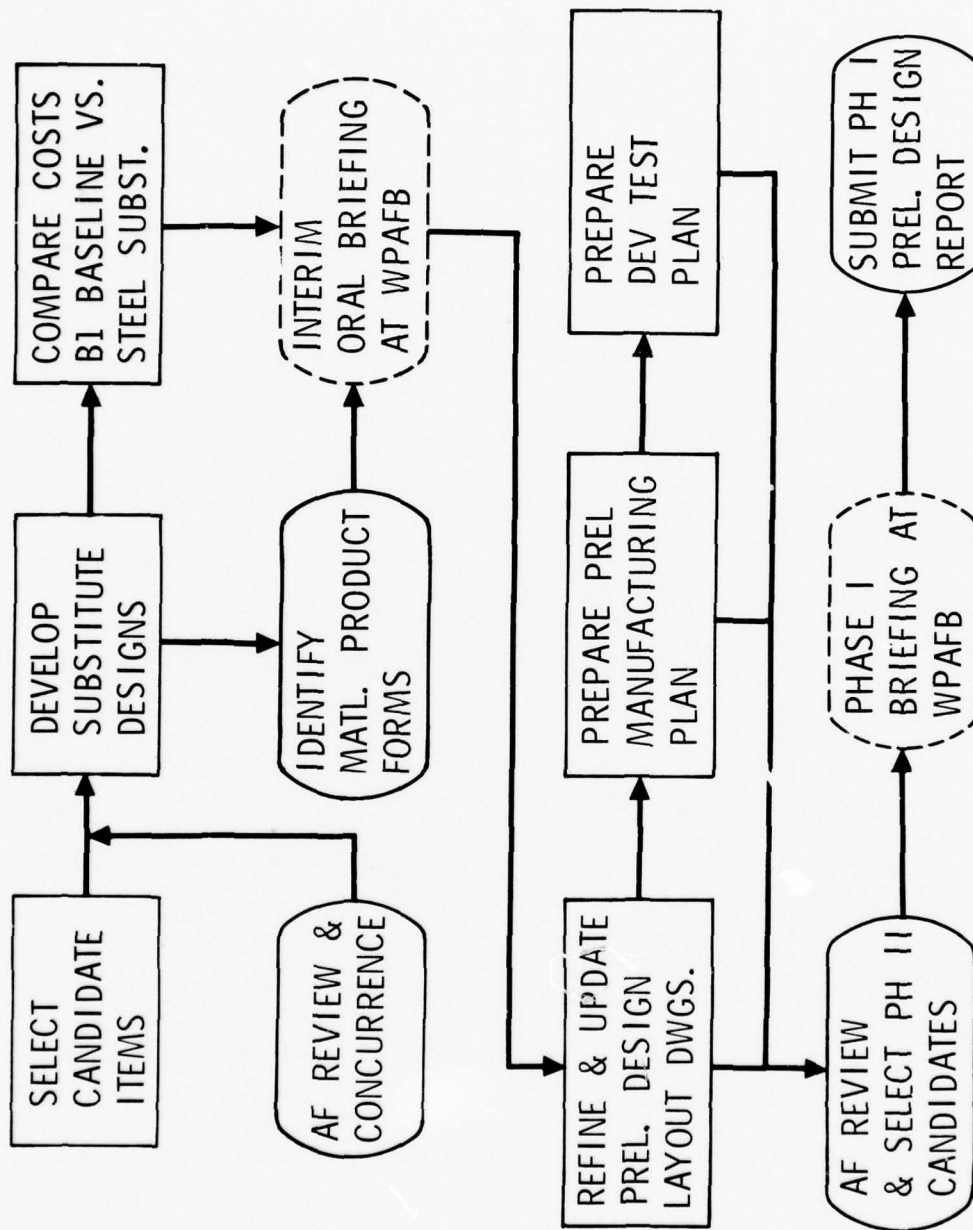 SELECT
CANDIDATE
ITEMS
DEVELOP
SUBSTITUTE
DESIGNS
COMPARE COSTS
B1 BASELINE VS.
STEEL SUBST.
AF REVIEW &
CONCURRENCE
IDENTIFY
MATL. PRODUCT
FORMS
INTERIM
ORAL BRIEFING
AT WPAFB
REFINE & UPDATE
PREL. DESIGN
LAYOUT DWGS.
PREPARE PREL
MANUFACTURING
PLAN
PREPARE
DEV TEST
PLAN
AF REVIEW
& SELECT PH II
CANDIDATES
PHASE I
BRIEFING AT
WPAFB
SUBMIT PH I
PREL. DESIGN
REPORT